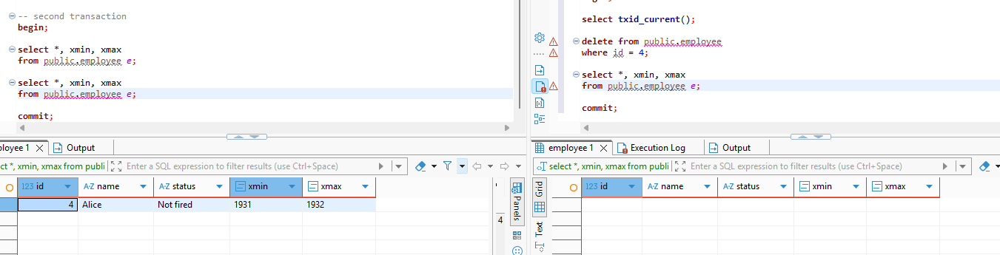 -- second transaction
begin;
select *, xmin, xmax
from public.employee e;
select *, xmin, xmax
from public.employee e;
commit;
select txid_current();
delete from public.employee
where id = 4;
select *, xmin, xmax
from public.employee e;
commit;
ployee 1 Output
ct *, xmin, xmax from publi Enter a SQL expression to filter results (use Ctrl+Space)
123 id A-Z name A-Z status xmin xmax
4 Alice Not fired 1931 1932
Panels
4
employee 1 Execution Log Output
select *, xmin, xmax from publi Enter a SQL expression to filter results (use Ctrl+Space)
Grid
Text
123 id A-Z name A-Z status xmin xmax